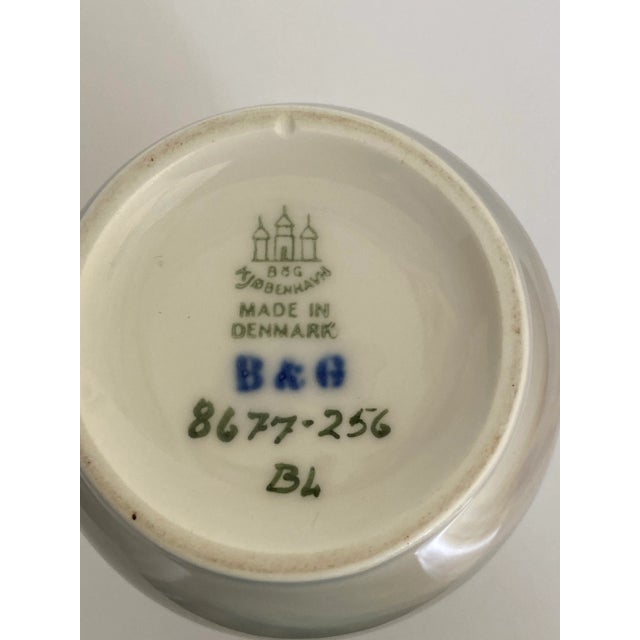 B&G
KJØBENHAVN
MADE IN
DENMARK
B&G
8677-256
BL